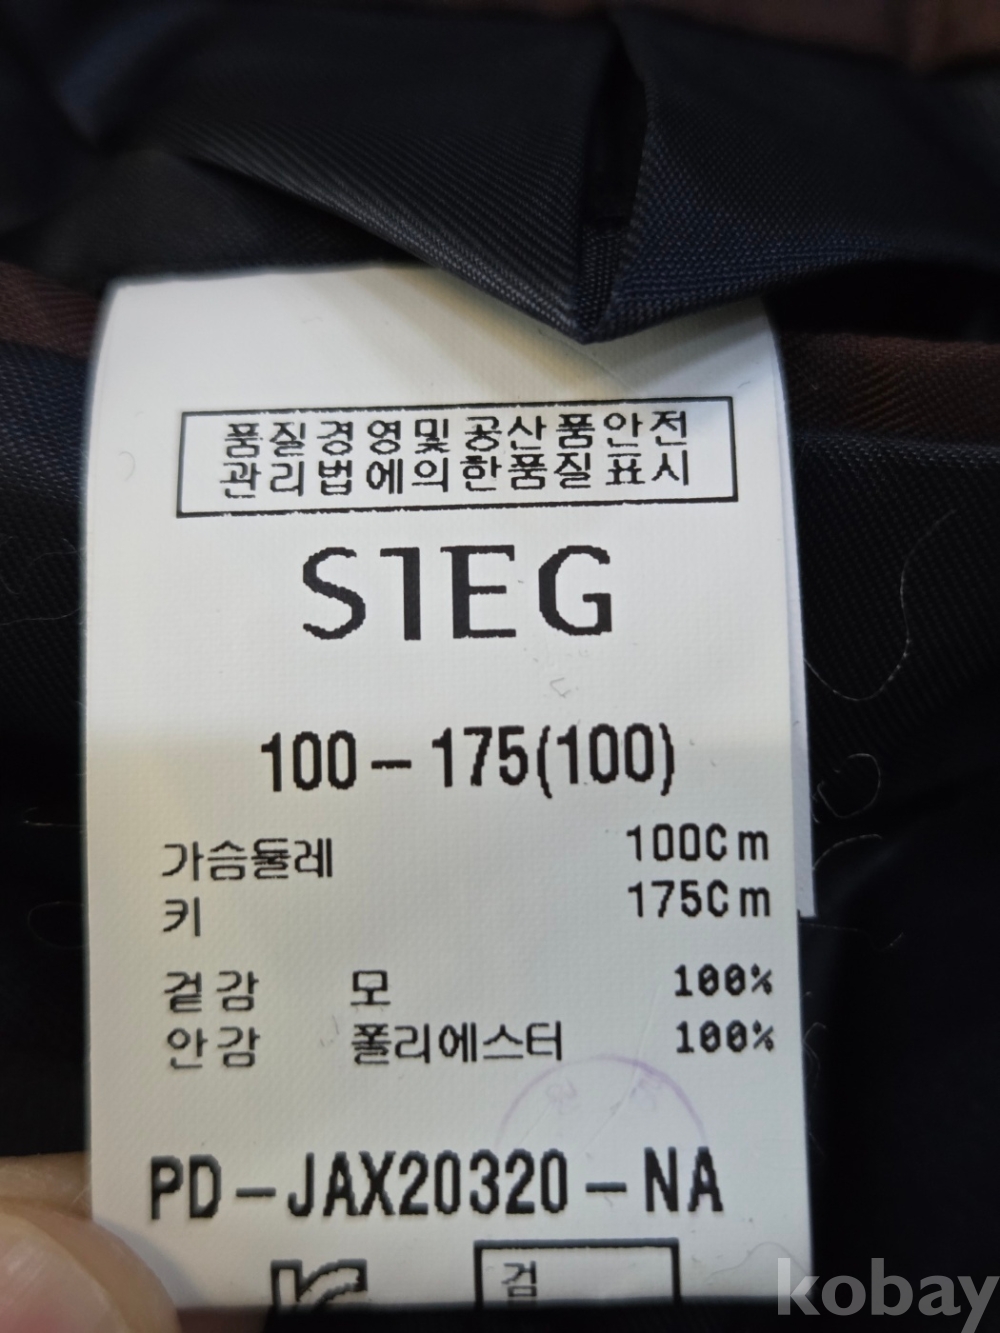 품질경영및공산품안전
관리법에의한품질표시
SIEG
100-175(100)
가슴둘레 100Cm
키 175Cm
겉감 모 100%
안감 폴리에스터 100%
PD-JAX20320-NA
검
kobay